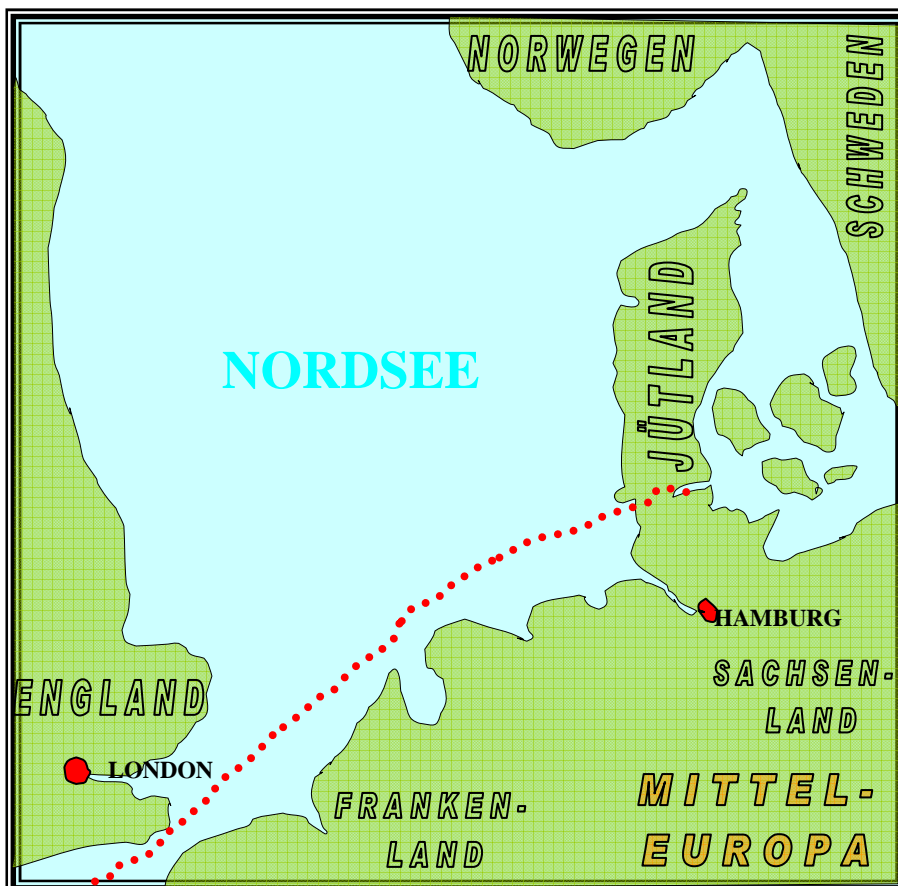 NORWEGEN
SCHWEDEN
JÜTLAND
NORDSEE
HAMBURG
SACHSEN-
LAND
ENGLAND
LONDON
FRANKEN-
LAND
MITTEL-
EUROPA